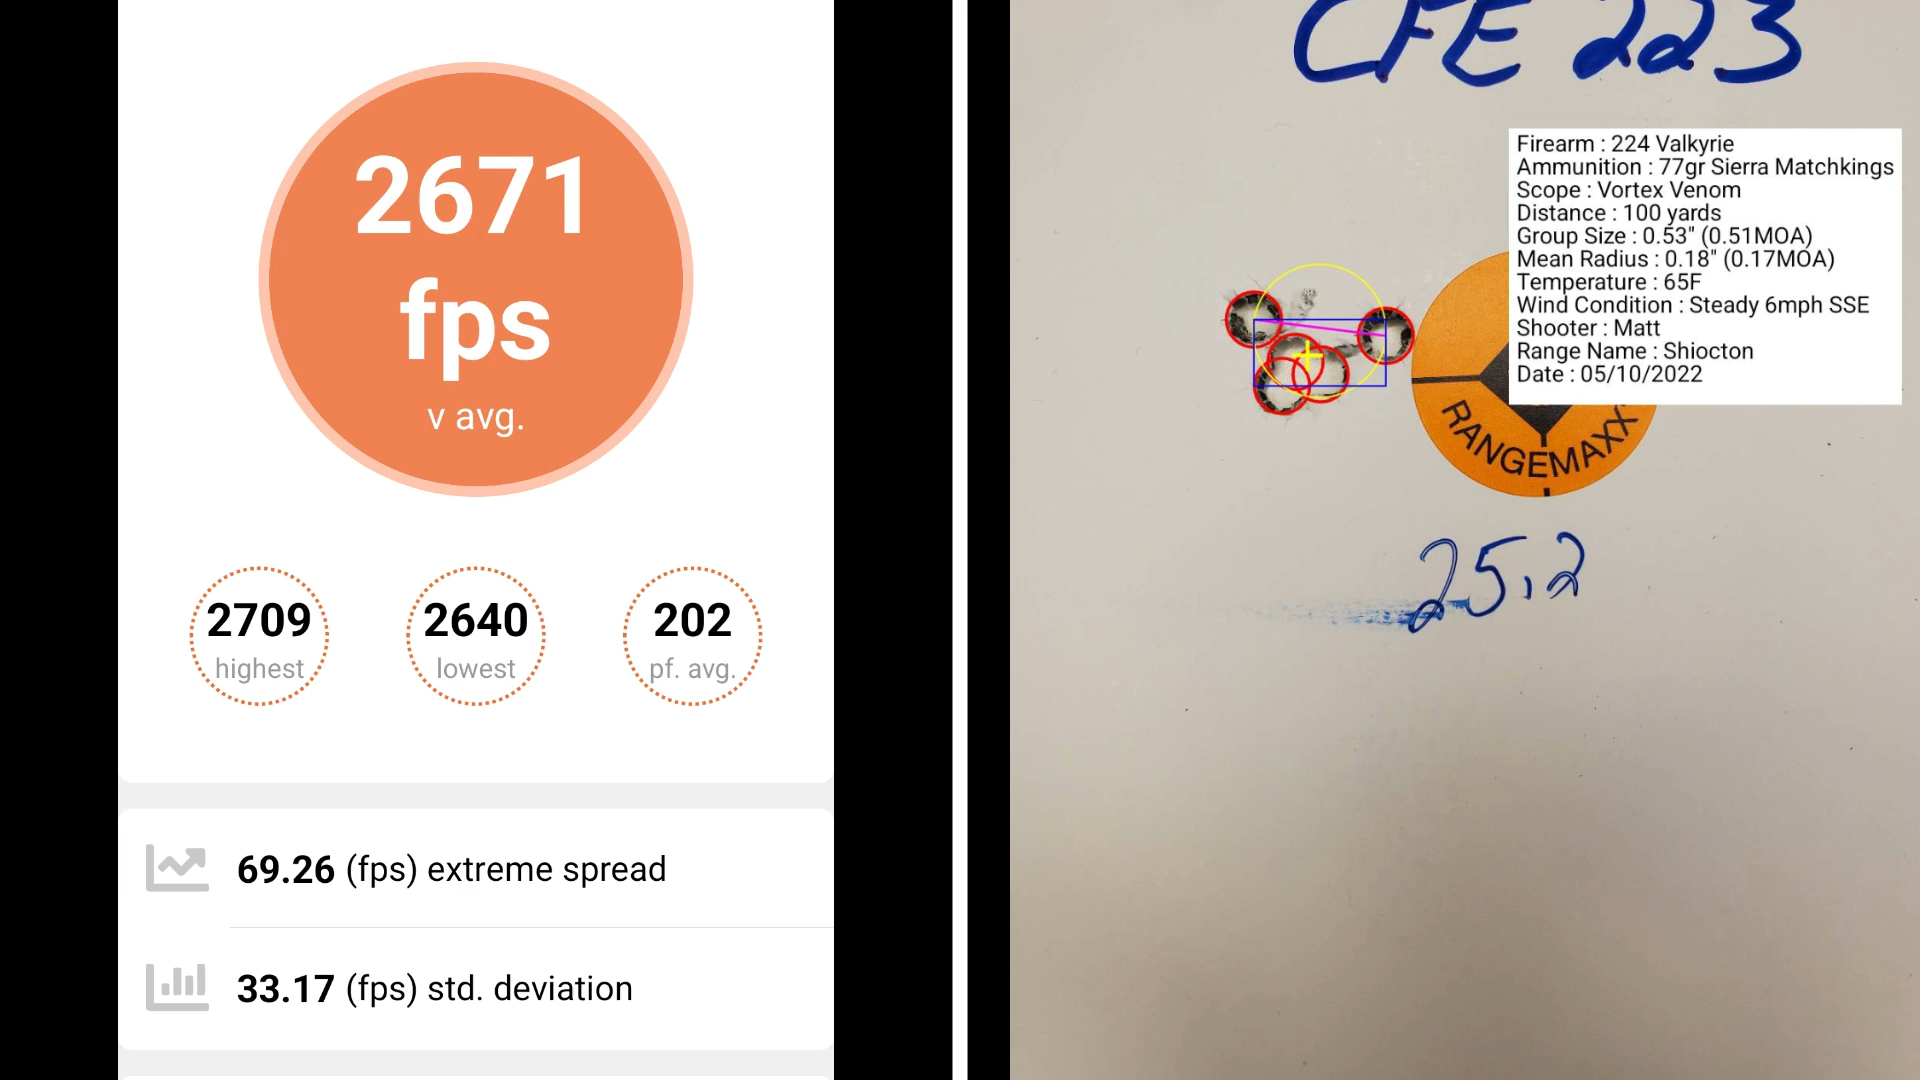 2671
fps
v avg.
2709
highest
2640
lowest
202
pf. avg.
69.26 (fps) extreme spread
33.17 (fps) std. deviation
CFE 223
Firearm : 224 Valkyrie
Ammunition : 77gr Sierra Matchkings
Scope : Vortex Venom
Distance : 100 yards
Group Size : 0.53" (0.51MOA)
Mean Radius : 0.18" (0.17MOA)
Temperature : 65F
Wind Condition : Steady 6mph SSE
Shooter : Matt
Range Name : Shiocton
Date : 05/10/2022
RANGEMAXX
25.2